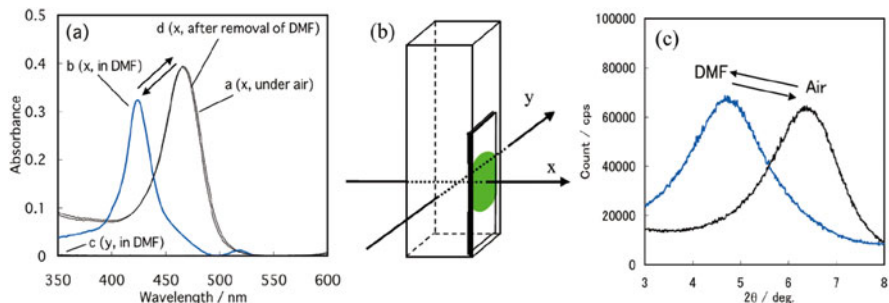 (a)
0.5
0.4
0.3
0.2
0.1
0
Absorbance
d (x, after removal of DMF)
b (x, in DMF)
a (x, under air)
c (y, in DMF)
350
400
450
500
550
600
Wavelength / nm
(b)
y
x
(c)
100000
80000
60000
40000
20000
0
Count / cps
DMF
Air
3
4
5
6
7
8
2θ / deg.